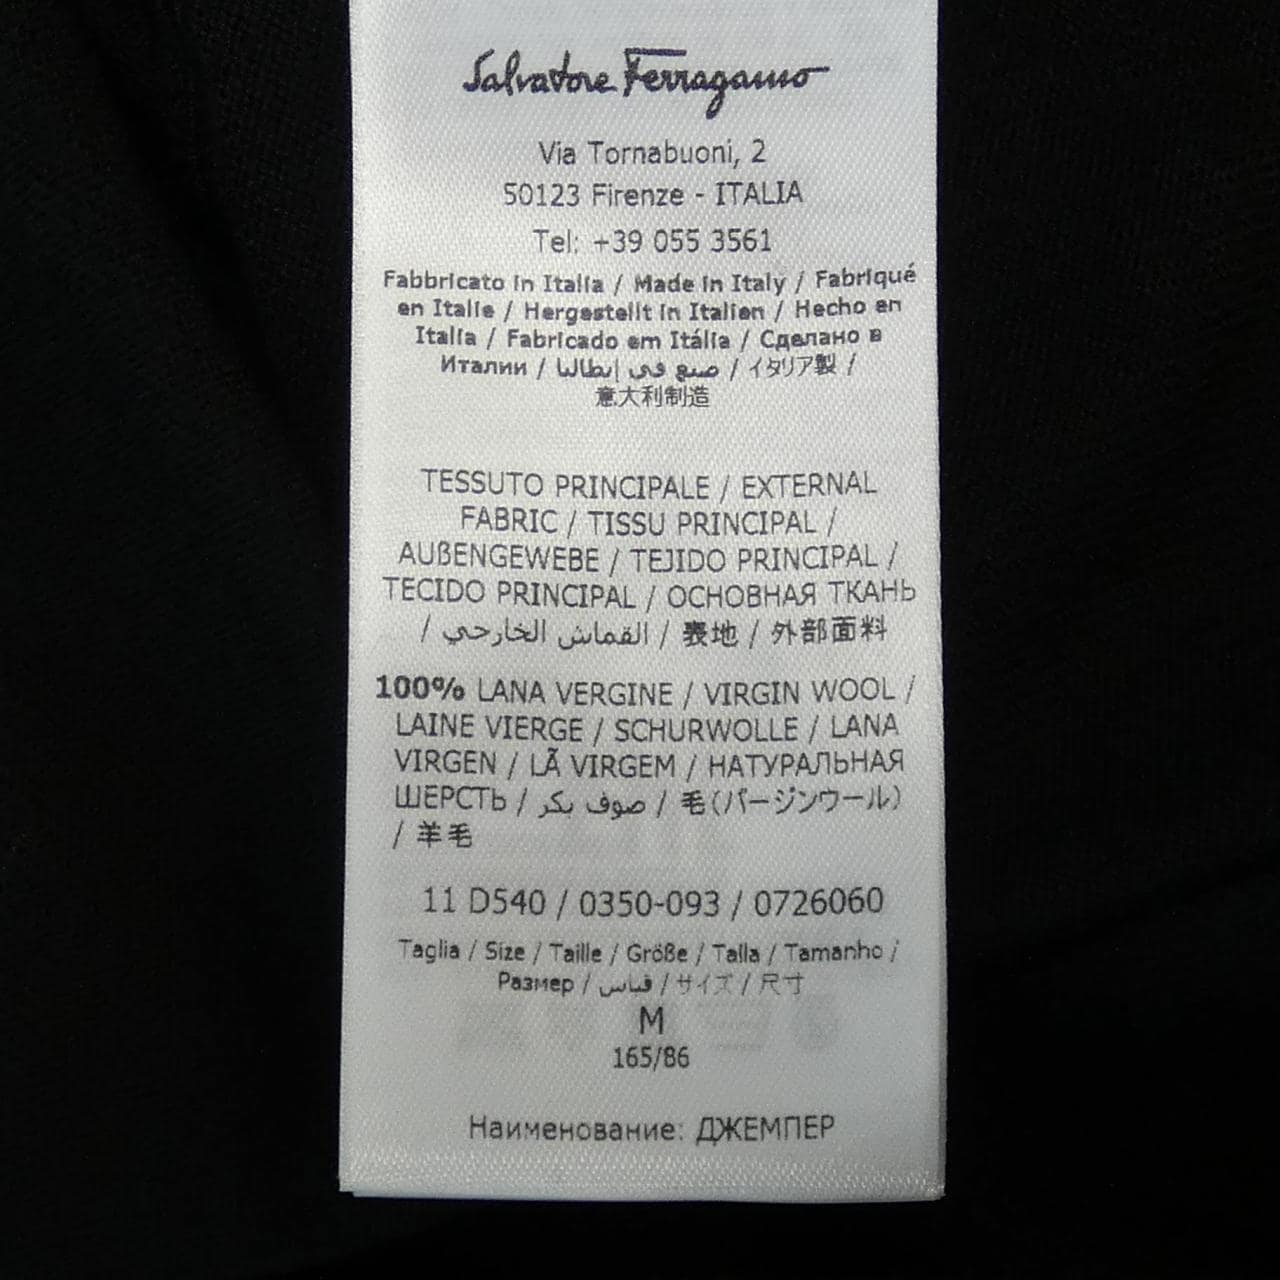 Salvatore Ferragamo
Via Tornabuoni, 2
50123 Firenze - ITALIA
Tel: +39 055 3561
Fabbricato in Italia / Made in Italy / Fabriqué
en Italie / Hergestellt in Italien / Hecho en
Italia / Fabricado em Itália / Сделано в
Италии / صنع في إيطاليا / イタリア製 /
意大利制造
TESSUTO PRINCIPALE / EXTERNAL
FABRIC / TISSU PRINCIPAL /
AUßENGEWEBE / TEJIDO PRINCIPAL /
TECIDO PRINCIPAL / ОСНОВНАЯ ТКАНЬ
/ القماش الخارجي / 表地 / 外部面料
100% LANA VERGINE / VIRGIN WOOL /
LAINE VIERGE / SCHURWOLLE / LANA
VIRGEN / LÃ VIRGEM / НАТУРАЛЬНАЯ
ШЕРСТЬ / صوف بكر / 毛(バージンウール)
/ 羊毛
11 D540 / 0350-093 / 0726060
Taglia / Size / Taille / Größe / Talla / Tamanho /
Размер / قياس / サイズ / 尺寸
M
165/86
Наименование: ДЖЕМПЕР